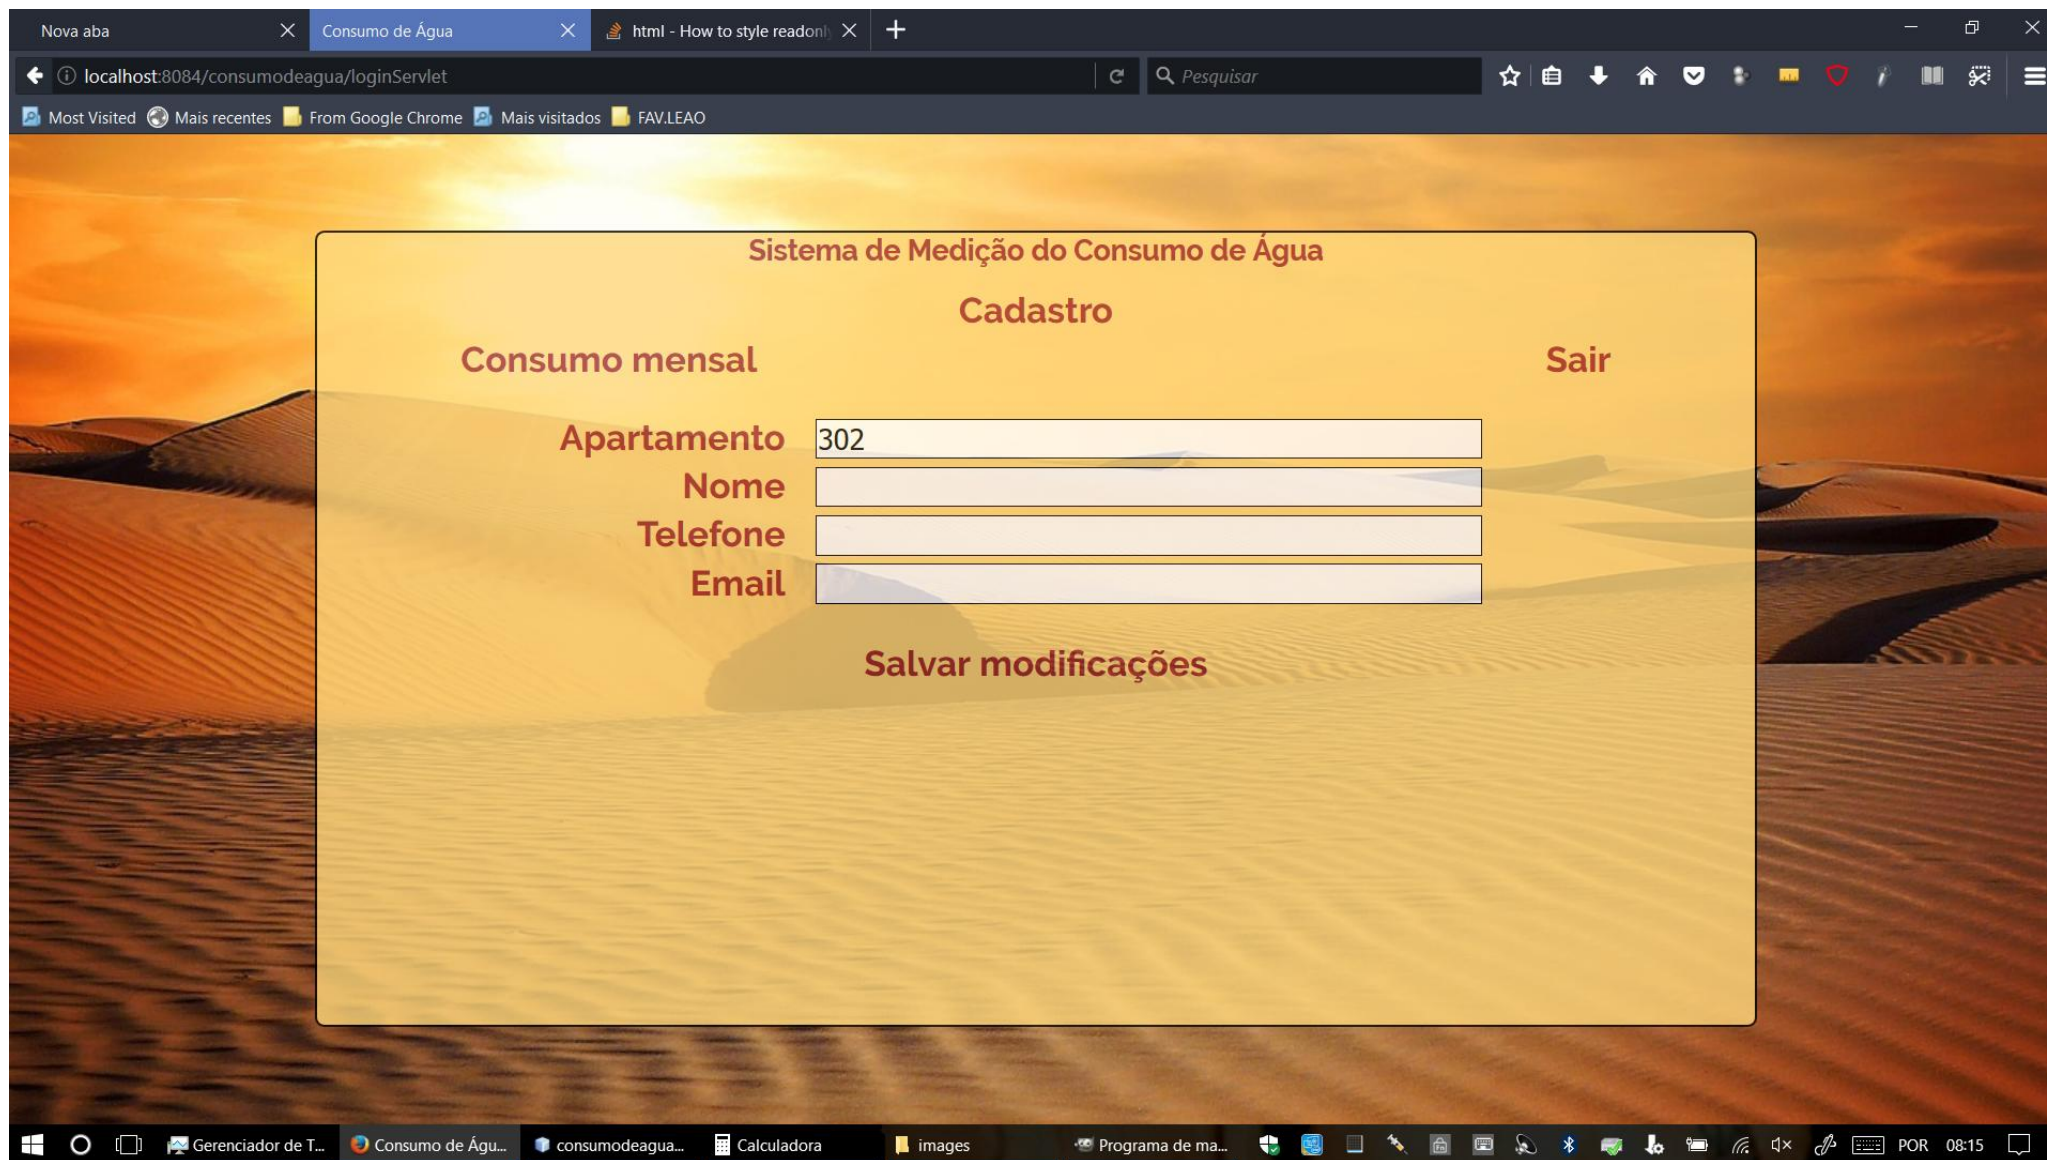 Nova aba
Consumo de Água
html - How to style readonly
localhost:8084/consumodeagua/loginServlet
Pesquisar
Most Visited Mais recentes From Google Chrome Mais visitados FAV.LEAO
Sistema de Medição do Consumo de Água
Cadastro
Consumo mensal Sair
Apartamento 302
Nome
Telefone
Email
Salvar modificações
Gerenciador de T... Consumo de Águ... consumodeagua... Calculadora images Programa de ma... POR 08:15